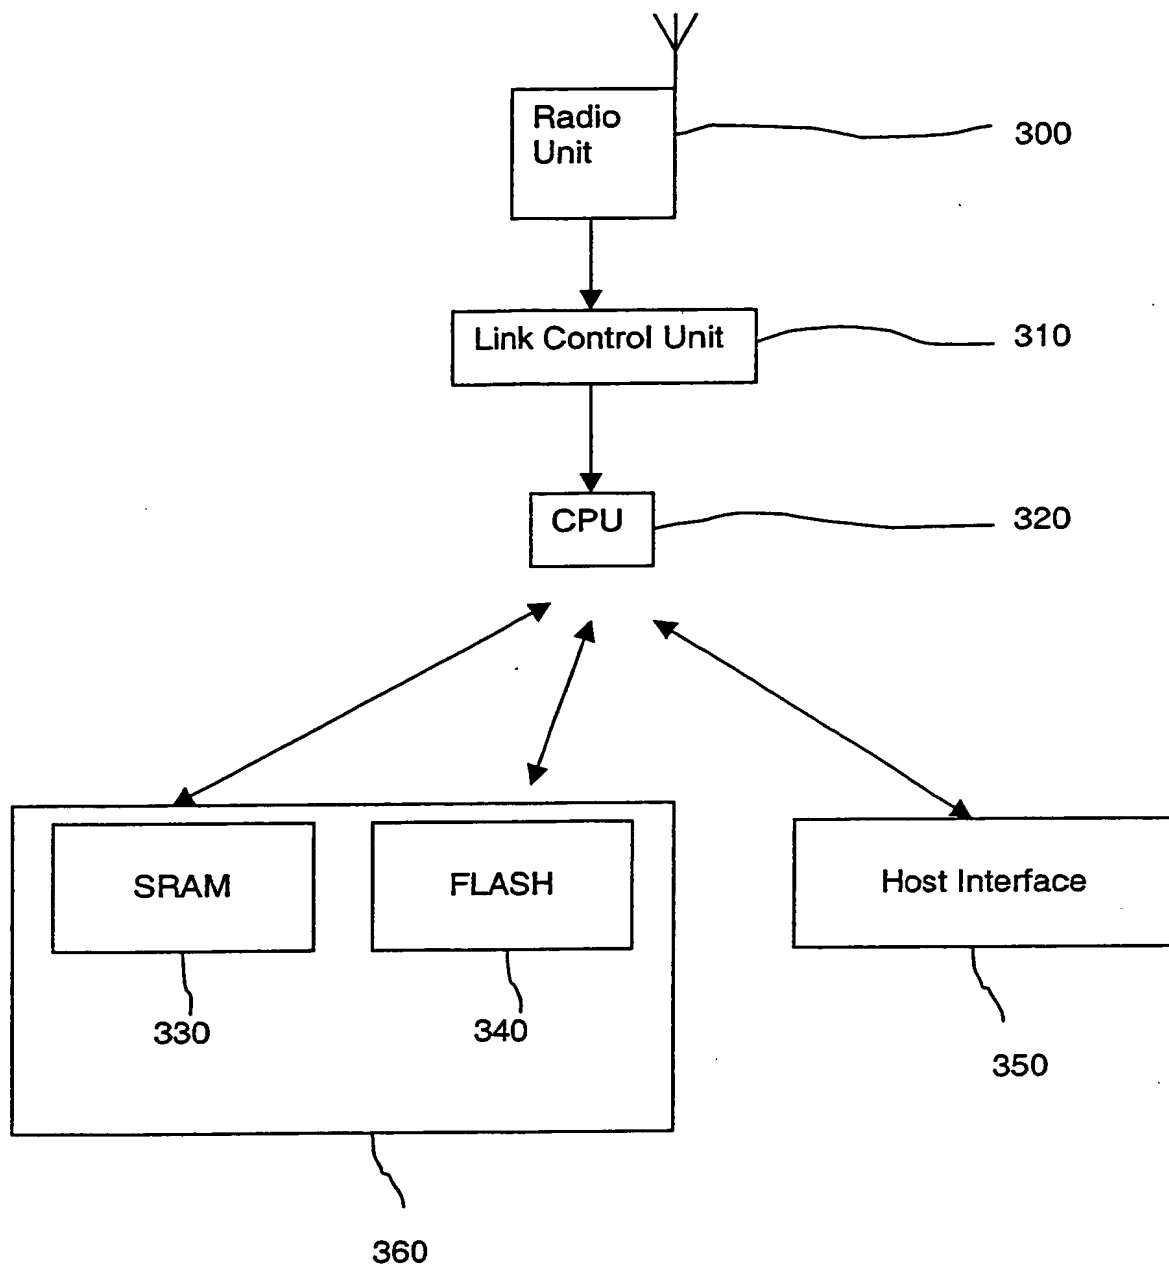 Radio
Unit
300
Link Control Unit
310
CPU
320
SRAM
FLASH
Host Interface
330
340
350
360